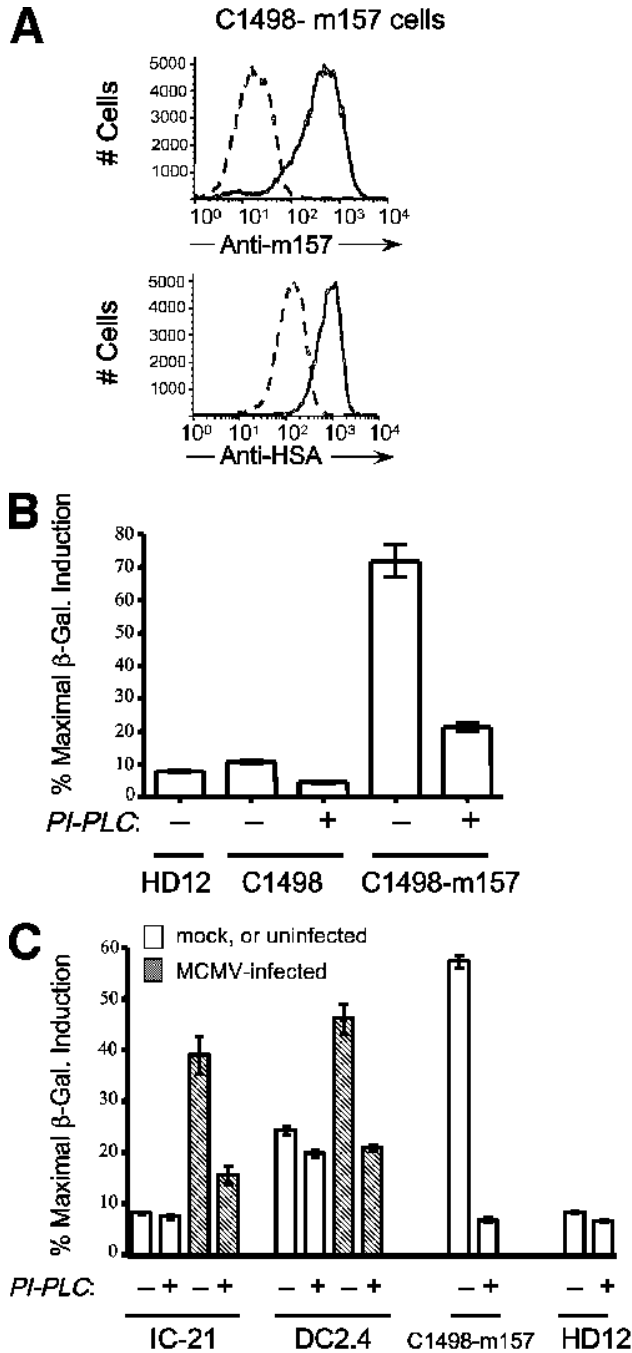 A
C1498- m157 cells
# Cells
5000
4000
3000
2000
1000
10⁰ 10¹ 10² 10³ 10⁴
Anti-m157
# Cells
5000
4000
3000
2000
1000
10⁰ 10¹ 10² 10³ 10⁴
Anti-HSA
B
% Maximal β-Gal. Induction
80
70
60
50
40
30
20
10
0
PI-PLC: – – + – +
HD12 C1498 C1498-m157
C
mock, or uninfected
MCMV-infected
% Maximal β-Gal. Induction
60
50
40
30
20
10
0
PI-PLC: – + – + – + – + – + – +
IC-21 DC2.4 C1498-m157 HD12